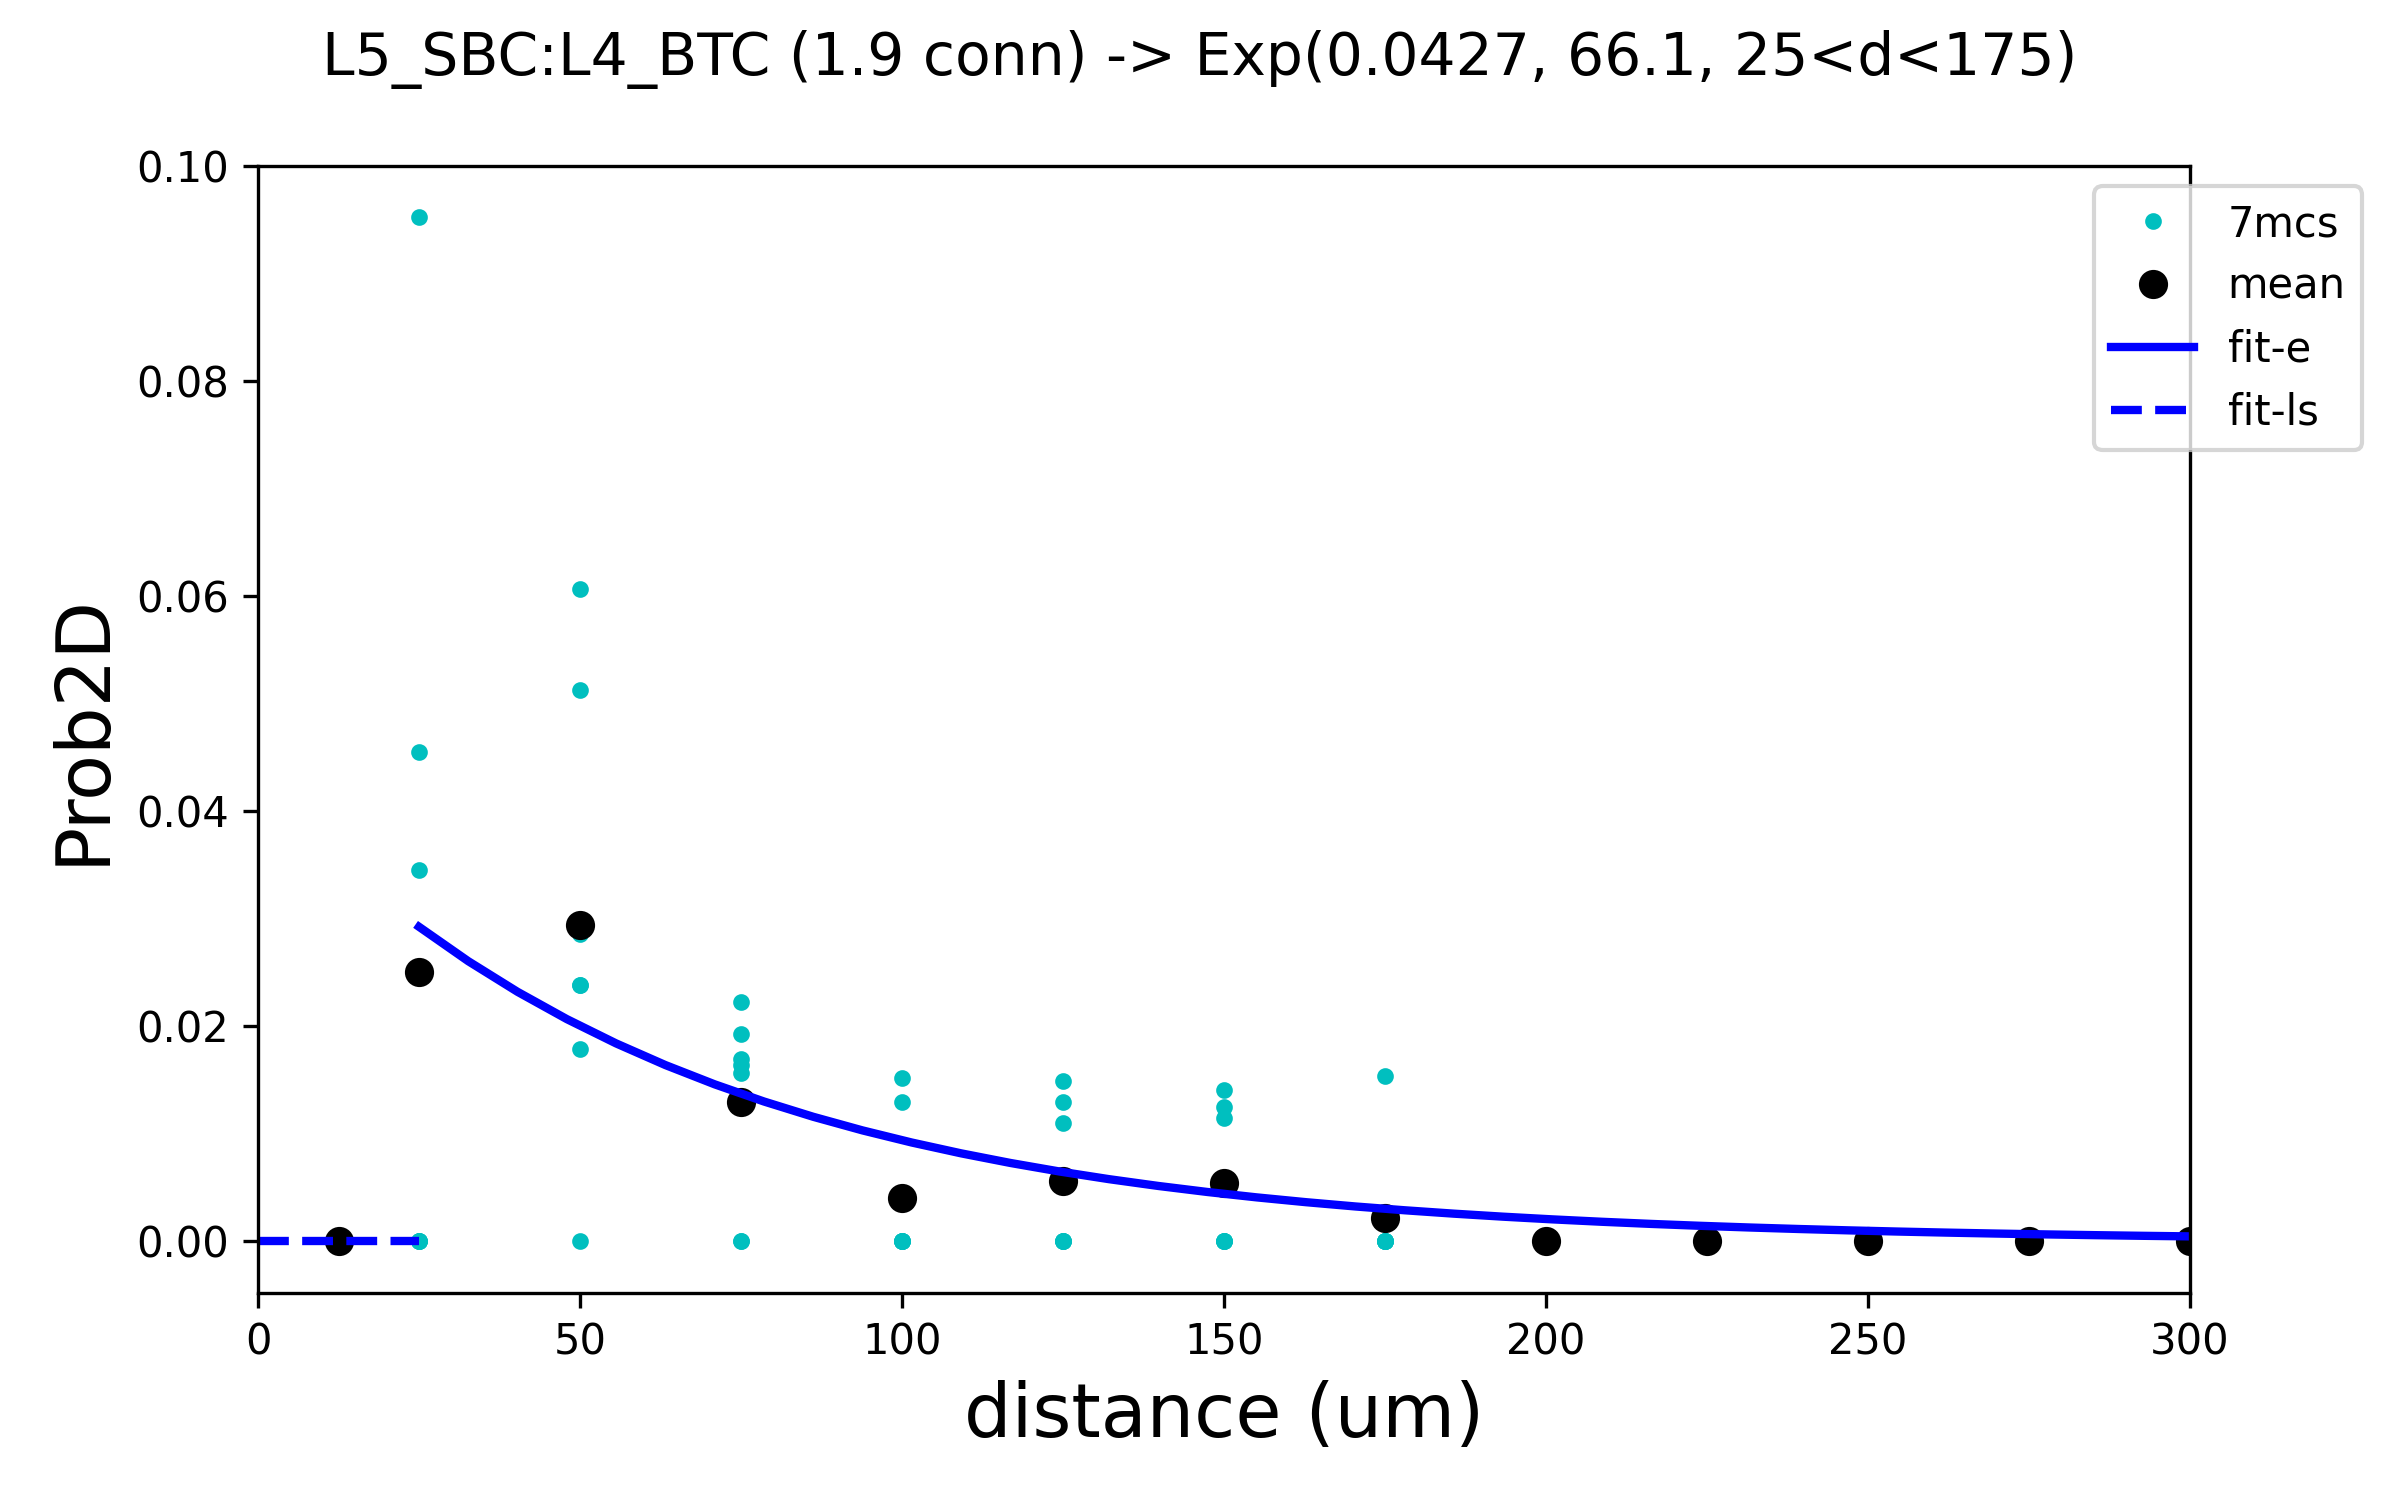 L5_SBC:L4_BTC (1.9 conn) -> Exp(0.0427, 66.1, 25<d<175)
0.10
0.08
0.06
0.04
0.02
0.00
Prob2D
0 50 100 150 200 250 300
distance (um)
7mcs
mean
fit-e
fit-ls